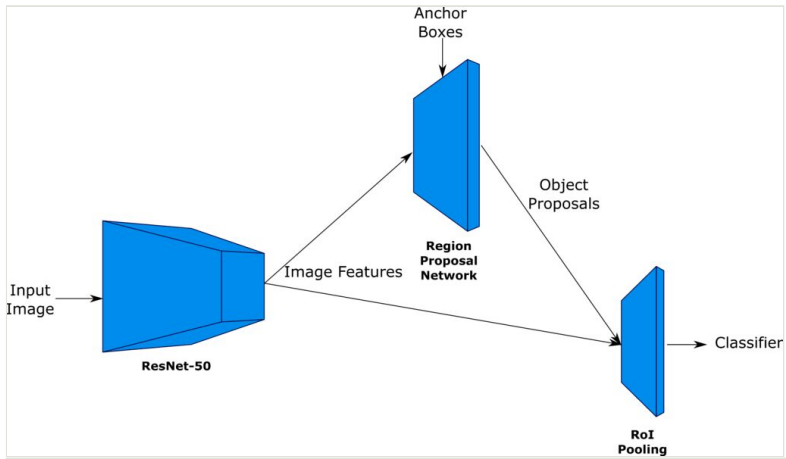 Anchor
Boxes
Object
Proposals
Region
Proposal
Network
Image Features
Input
Image
ResNet-50
Classifier
RoI
Pooling